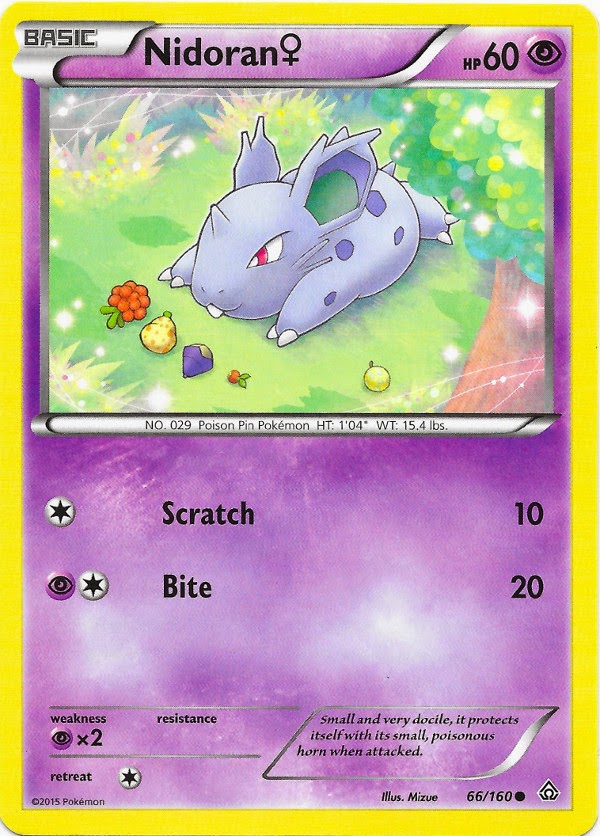 BASIC
Nidoran♀
HP60
NO. 029 Poison Pin Pokémon HT: 1'04" WT: 15.4 lbs.
Scratch 10
Bite 20
weakness
×2
resistance
retreat
Small and very docile, it protects
itself with its small, poisonous
horn when attacked.
©2015 Pokémon
Illus. Mizue
66/160